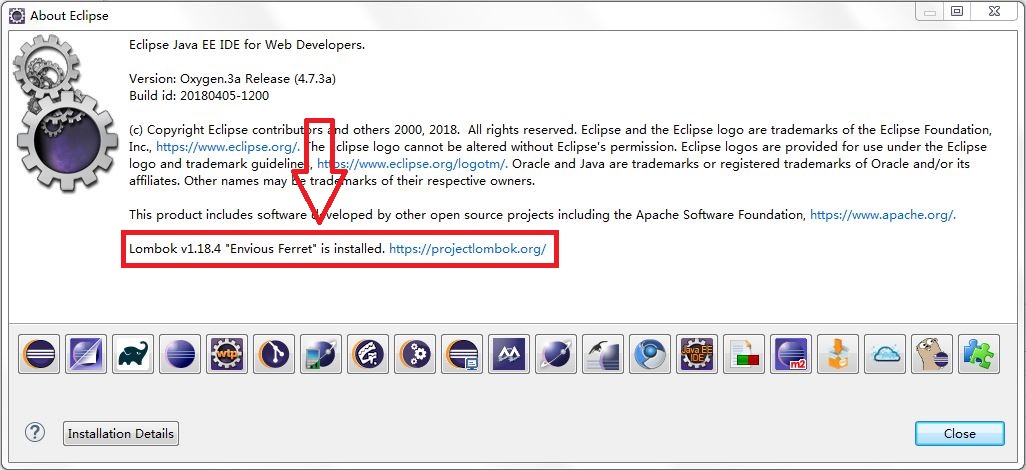 About Eclipse
Eclipse Java EE IDE for Web Developers.
Version: Oxygen.3a Release (4.7.3a)
Build id: 20180405-1200
(c) Copyright Eclipse contributors and others 2000, 2018.  All rights reserved. Eclipse and the Eclipse logo are trademarks of the Eclipse Foundation,
Inc., https://www.eclipse.org/. The Eclipse logo cannot be altered without Eclipse's permission. Eclipse logos are provided for use under the Eclipse
logo and trademark guidelines, https://www.eclipse.org/logotm/. Oracle and Java are trademarks or registered trademarks of Oracle and/or its
affiliates. Other names may be trademarks of their respective owners.
This product includes software developed by other open source projects including the Apache Software Foundation, https://www.apache.org/.
Lombok v1.18.4 "Envious Ferret" is installed. https://projectlombok.org/
wtp
Java EE
IDE
m2
?
Installation Details
Close